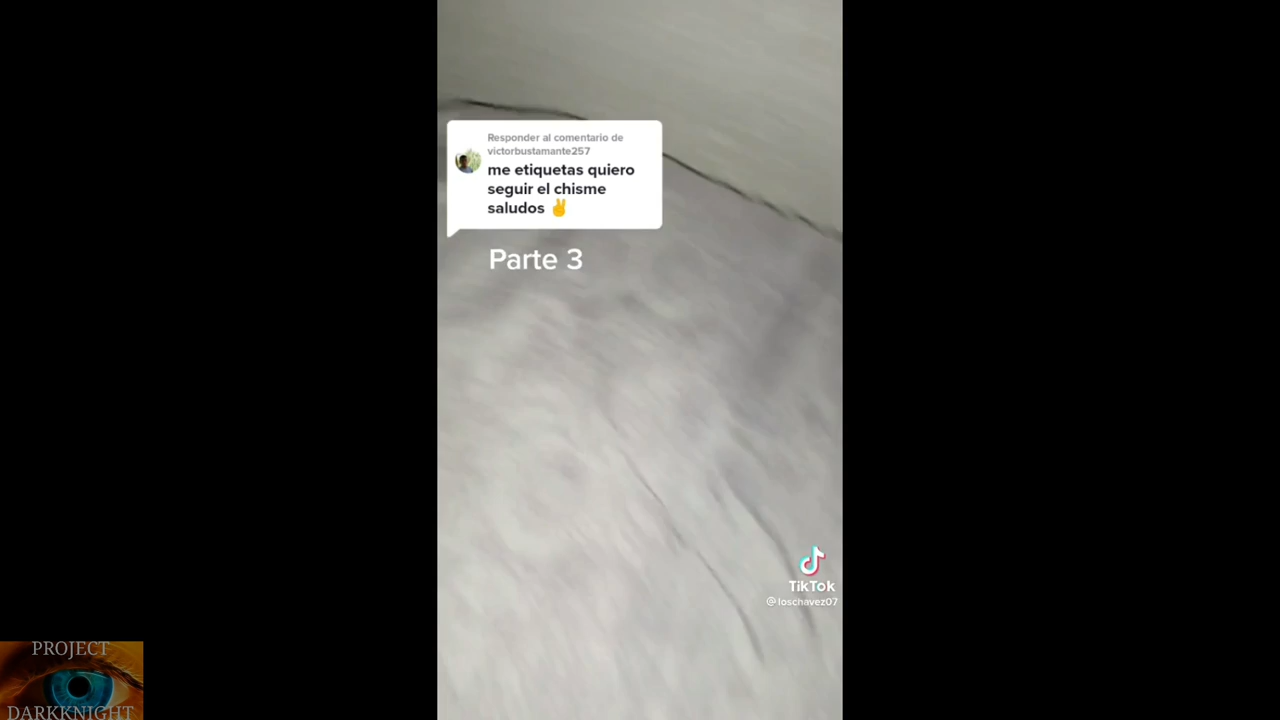 Responder al comentario de
victorbustamante257
me etiquetas quiero
seguir el chisme
saludos ✌
Parte 3
TikTok
@loschavez07
PROJECT
DARKKNIGHT